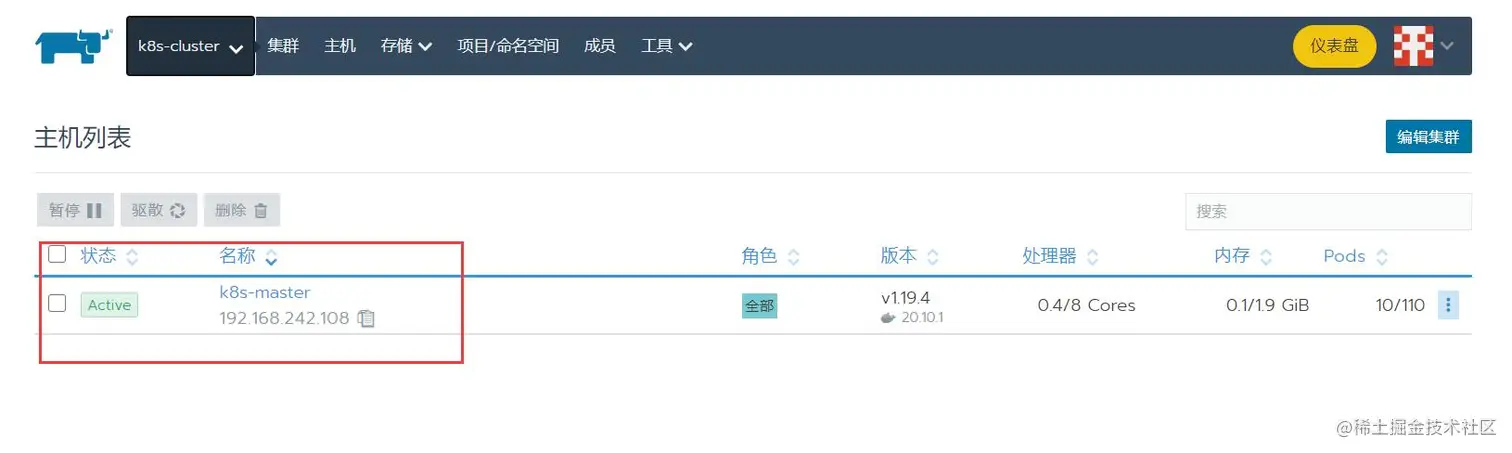 k8s-cluster 集群 主机 存储 项目/命名空间 成员 工具 仪表盘
主机列表 编辑集群
暂停 驱散 删除 搜索
状态 名称 角色 版本 处理器 内存 Pods
Active k8s-master 全部 v1.19.4 0.4/8 Cores 0.1/1.9 GiB 10/110
192.168.242.108 20.10.1
@稀土掘金技术社区